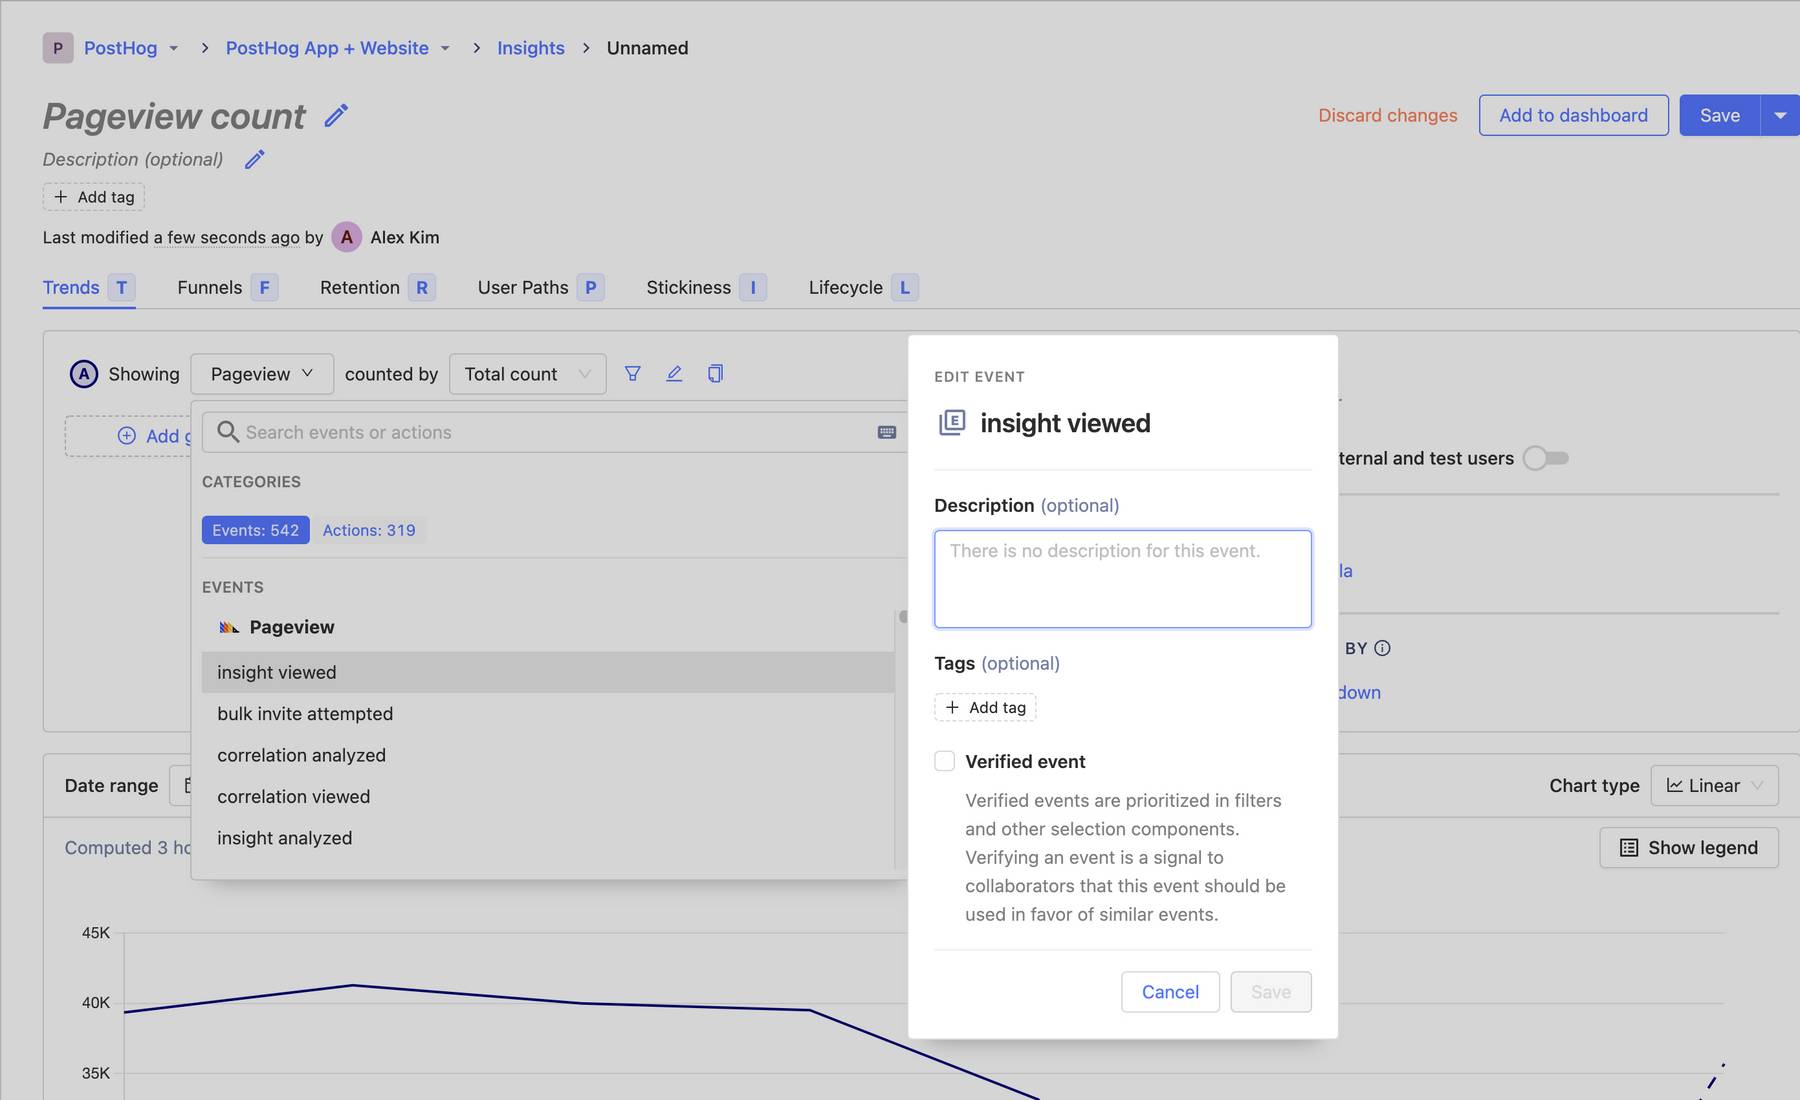 P PostHog > PostHog App + Website > Insights > Unnamed
Pageview count
Discard changes
Add to dashboard
Save
Description (optional)
+ Add tag
Last modified a few seconds ago by A Alex Kim
Trends T
Funnels F
Retention R
User Paths P
Stickiness I
Lifecycle L
A Showing Pageview counted by Total count
Add g
Search events or actions
CATEGORIES
Events: 542
Actions: 319
EVENTS
Pageview
insight viewed
bulk invite attempted
correlation analyzed
correlation viewed
insight analyzed
EDIT EVENT
E insight viewed
Description (optional)
There is no description for this event.
Tags (optional)
+ Add tag
Verified event
Verified events are prioritized in filters
and other selection components.
Verifying an event is a signal to
collaborators that this event should be
used in favor of similar events.
Cancel
Save
ternal and test users
la
BY
down
Date range
Chart type
Linear
Computed 3 ho
Show legend
45K
40K
35K